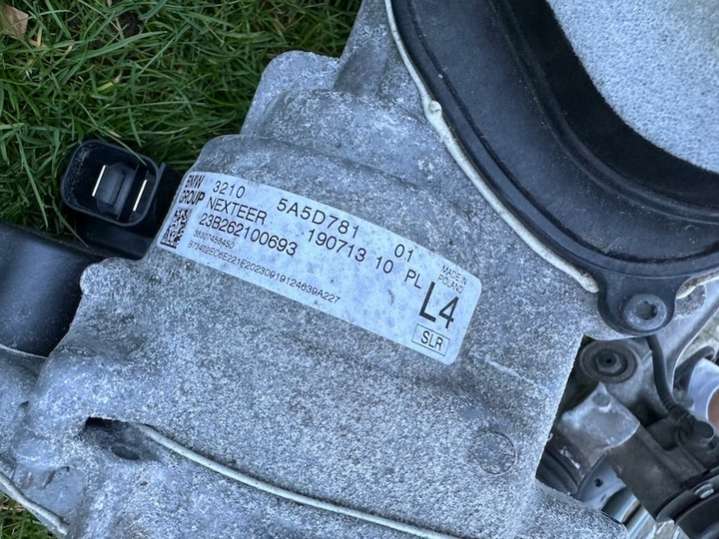 BMW GROUP 3210 5A5D781 01
NEXTEER 190713 10 PL
23B262100693
MADE IN POLAND
L4
SLR